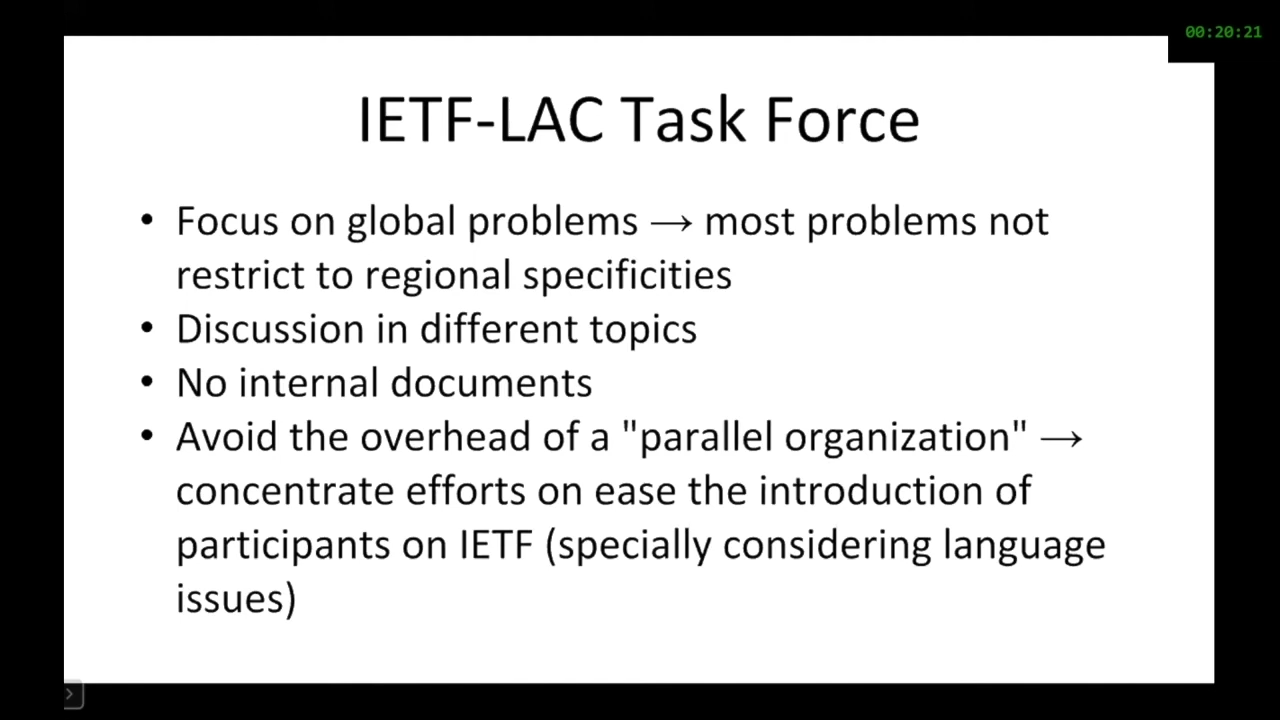 00:20:21
IETF-LAC Task Force
• Focus on global problems → most problems not
restrict to regional specificities
• Discussion in different topics
• No internal documents
• Avoid the overhead of a "parallel organization" →
concentrate efforts on ease the introduction of
participants on IETF (specially considering language
issues)